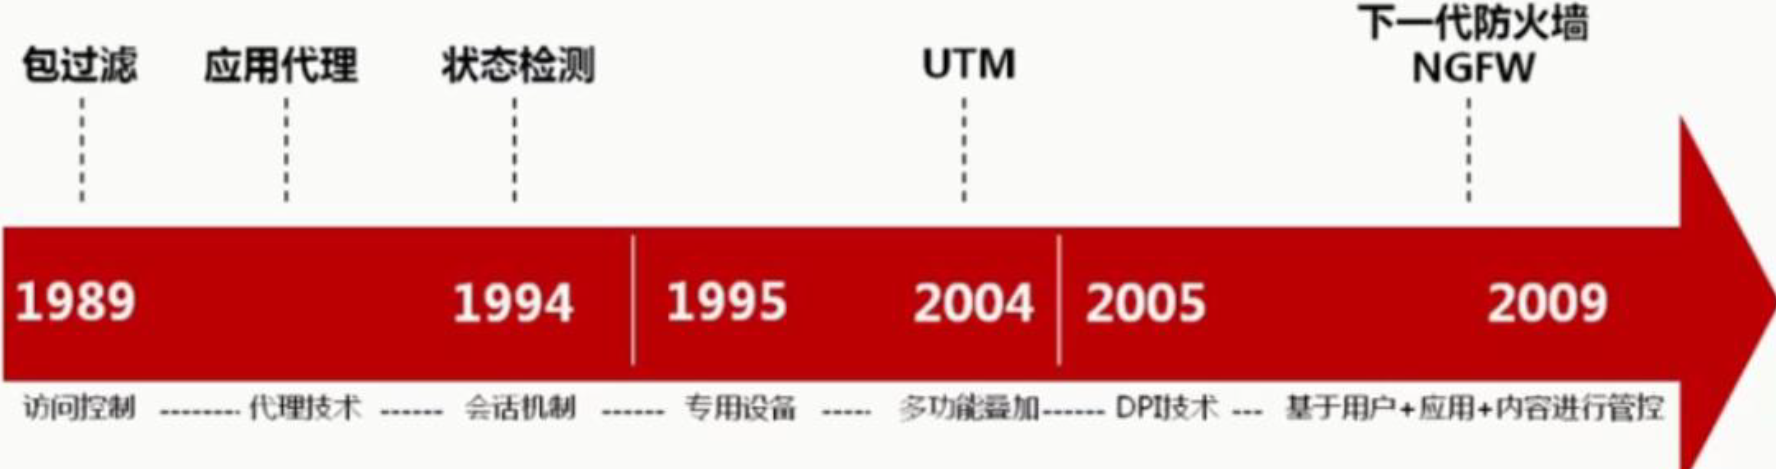 包过滤 应用代理 状态检测 UTM 下一代防火墙
NGFW
1989 1994 1995 2004 2005 2009
访问控制 -------- 代理技术 ------ 会话机制 ------ 专用设备 ----- 多功能叠加------ DPI技术 --- 基于用户+应用+内容进行管控